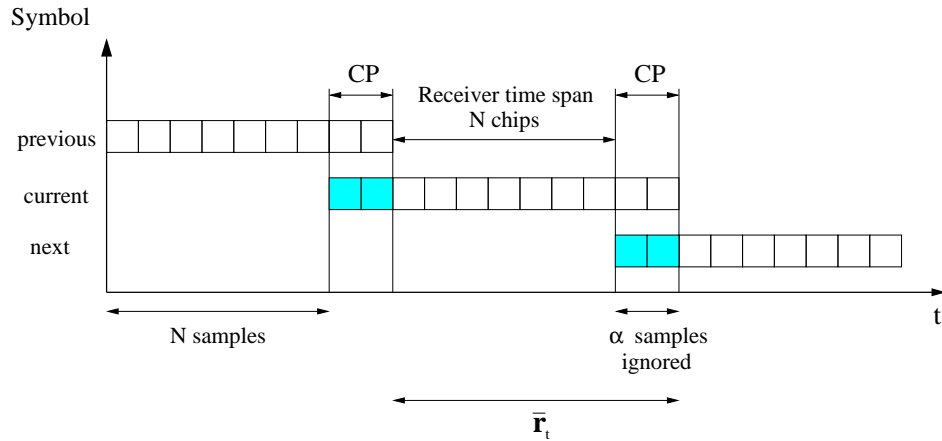 Symbol
CP
CP
Receiver time span
N chips
previous
current
next
t
N samples
α samples
ignored
r̄t